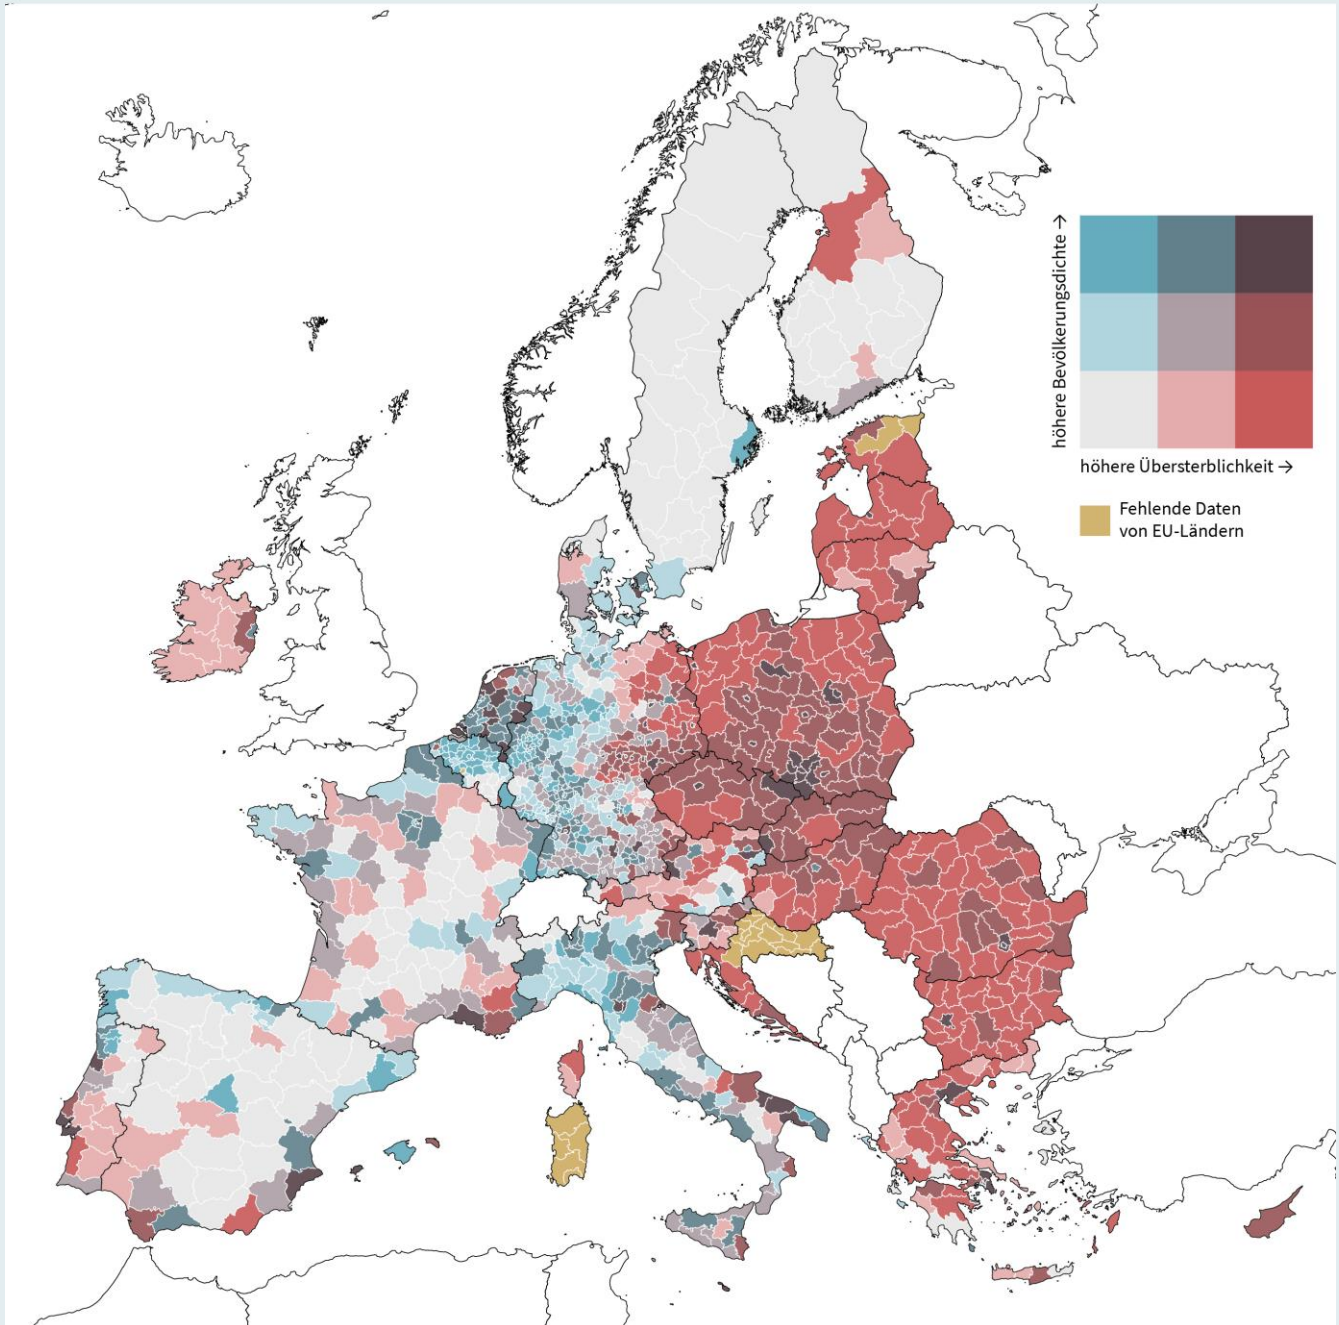 höhere Bevölkerungsdichte →
höhere Übersterblichkeit →
Fehlende Daten
von EU-Ländern